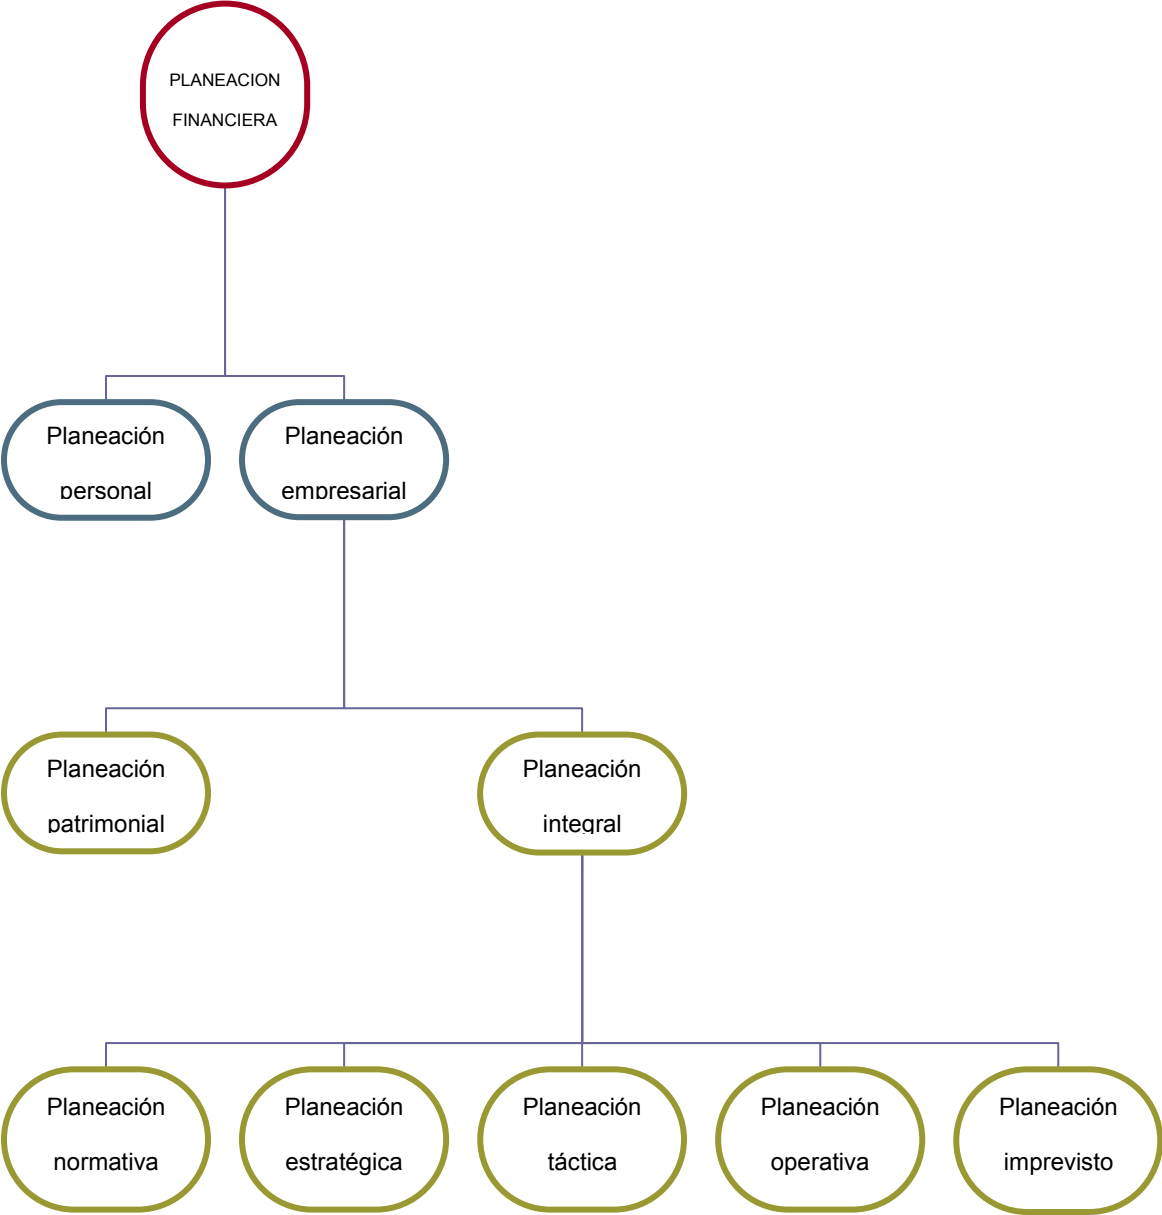 PLANEACION
FINANCIERA
Planeación
personal
Planeación
empresarial
Planeación
patrimonial
Planeación
integral
Planeación
normativa
Planeación
estratégica
Planeación
táctica
Planeación
operativa
Planeación
imprevisto